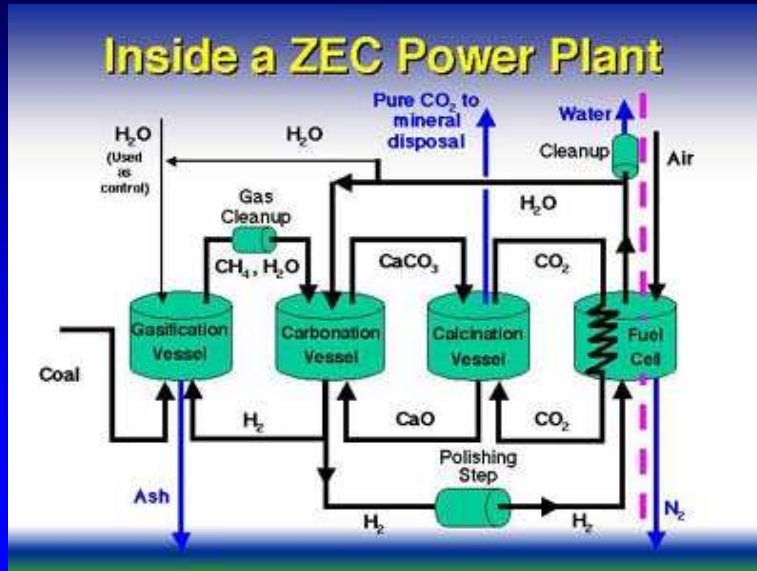 Inside a ZEC Power Plant
Pure CO₂ to
mineral
disposal
Water
H₂O
(Used
as
control)
H₂O
Cleanup
Air
Gas
Cleanup
H₂O
CH₄, H₂O
CaCO₃
CO₂
Gasification
Vessel
Carbonation
Vessel
Calcination
Vessel
Fuel
Cell
Coal
H₂
CaO
CO₂
Polishing
Step
Ash
H₂
H₂
N₂